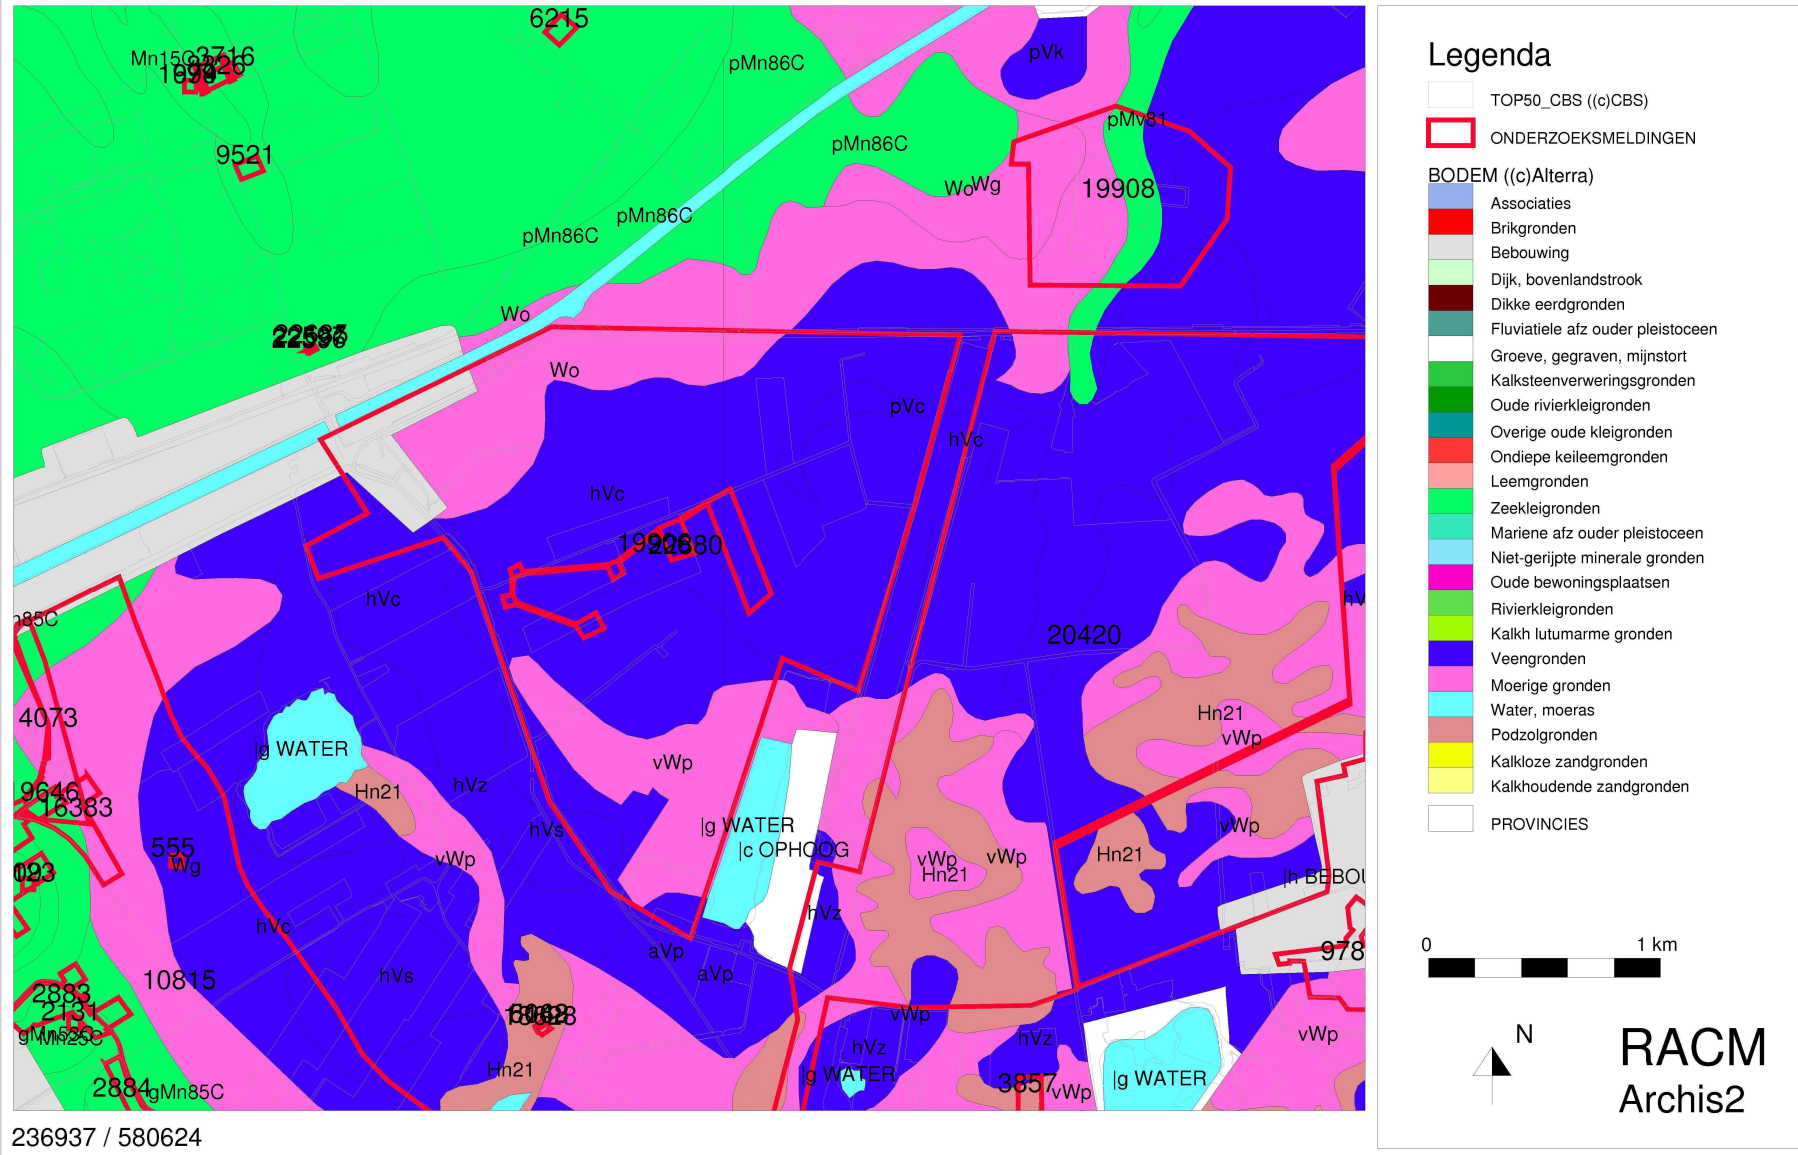 6215
Mn15C
3716
pMn86C
pVk
pMv81
pMn86C
9521
Wo
Wg
19908
pMn86C
pMn86C
Wo
Wo
pVc
hVc
hVc
22680
hVc
20420
4073
Hn21
vWp
|g WATER
vWp
Hn21
hVz
9646
16383
|g WATER
hVs
|c OPHOOG
vWp
Hn21
555
Wg
vWp
vWp
vWp
Hn21
|h BEBOU
hVz
hVc
aVp
978
10815
hVs
aVp
2883
2131
vWp
vWp
hVz
hVz
Hn21
|g WATER
3857
vWp
|g WATER
2884
gMn85C
236937 / 580624
Legenda
TOP50_CBS ((c)CBS)
ONDERZOEKSMELDINGEN
BODEM ((c)Alterra)
Associaties
Brikgronden
Bebouwing
Dijk, bovenlandstrook
Dikke eerdgronden
Fluviatiele afz ouder pleistoceen
Groeve, gegraven, mijnstort
Kalksteenverweringsgronden
Oude rivierkleigronden
Overige oude kleigronden
Ondiepe keileemgronden
Leemgronden
Zeekleigronden
Mariene afz ouder pleistoceen
Niet-gerijpte minerale gronden
Oude bewoningsplaatsen
Rivierkleigronden
Kalkh lutumarme gronden
Veengronden
Moerige gronden
Water, moeras
Podzolgronden
Kalkloze zandgronden
Kalkhoudende zandgronden
PROVINCIES
0 1 km
N
RACM
Archis2